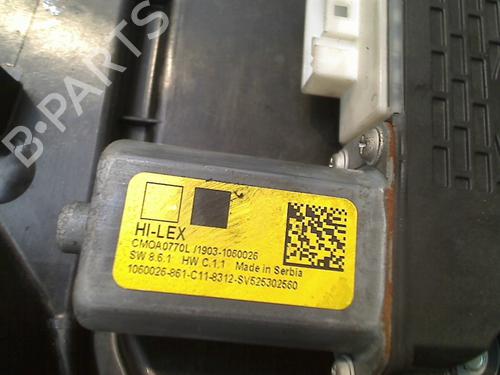 B-PARTS
HI-LEX
CMOA0770L /1903-1060026
SW 8.6.1 HW C.1.1 Made in Serbia
1060026-861-C11-8312-SV525302560